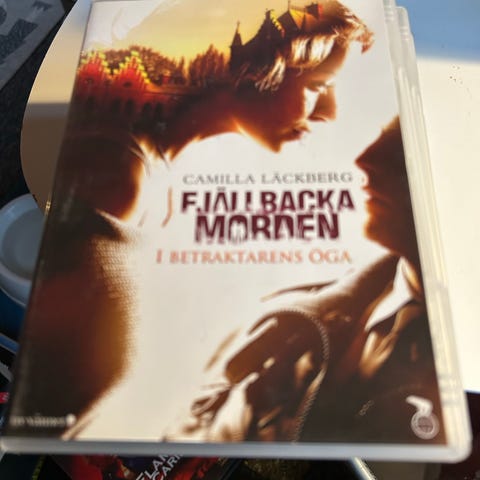 CAMILLA LÄCKBERG
FJÄLLBACKA
MORDEN
I BETRAKTARENS ÖGA